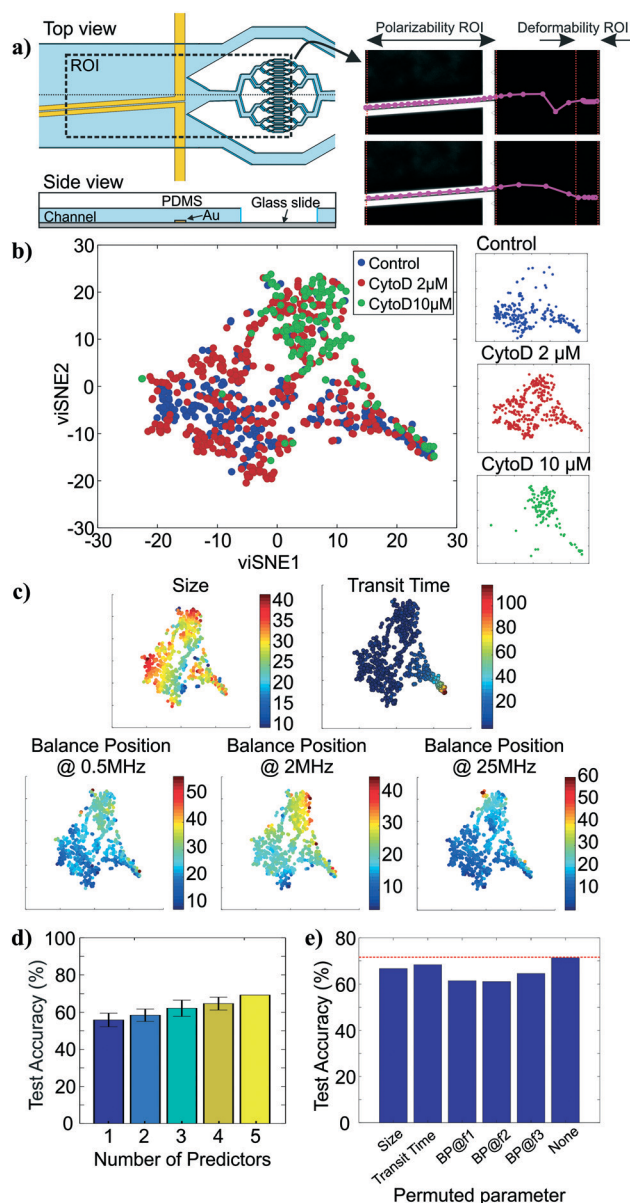 a)
Top view
ROI
Side view
PDMS
Channel
Au
Glass slide
Polarizability ROI
Deformability ROI
b)
30
20
10
0
-10
-20
-30
viSNE2
-30
-20
-10
0
10
20
30
viSNE1
Control
CytoD 2μM
CytoD10μM
Control
CytoD 2 μM
CytoD 10 μM
c)
Size
40
35
30
25
20
15
10
Transit Time
100
80
60
40
20
Balance Position
@ 0.5MHz
50
40
30
20
10
Balance Position
@ 2MHz
40
30
20
10
Balance Position
@ 25MHz
60
50
40
30
20
10
d)
100
80
60
40
20
0
Test Accuracy (%)
1 2 3 4 5
Number of Predictors
e)
80
60
40
20
0
Test Accuracy (%)
Size
Transit Time
BP@f1
BP@f2
BP@f3
None
Permuted parameter